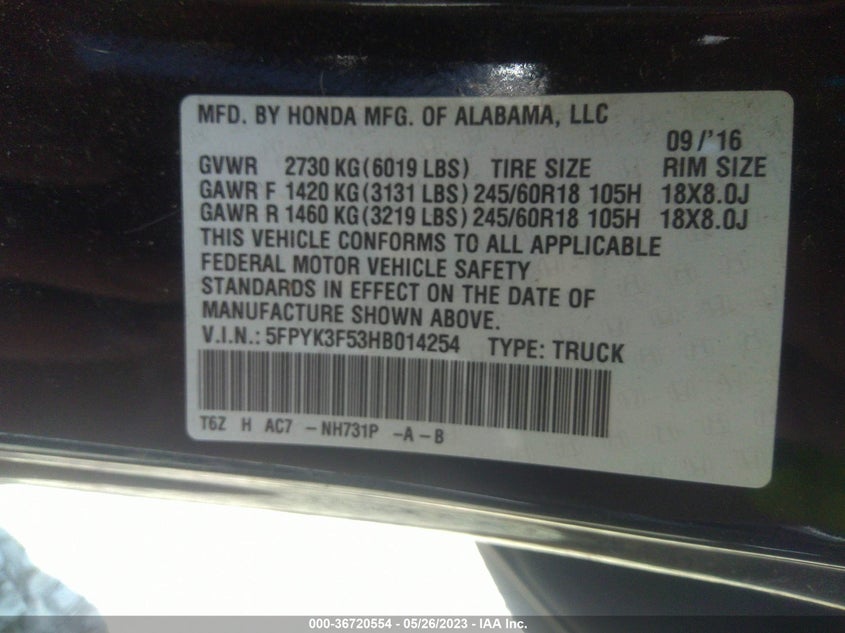 MFD. BY HONDA MFG. OF ALABAMA, LLC
09/'16
GVWR 2730 KG(6019 LBS) TIRE SIZE RIM SIZE
GAWR F 1420 KG(3131 LBS) 245/60R18 105H 18X8.0J
GAWR R 1460 KG(3219 LBS) 245/60R18 105H 18X8.0J
THIS VEHICLE CONFORMS TO ALL APPLICABLE
FEDERAL MOTOR VEHICLE SAFETY
STANDARDS IN EFFECT ON THE DATE OF
MANUFACTURE SHOWN ABOVE.
V.I.N.: 5FPYK3F53HB014254 TYPE: TRUCK
T6Z H AC7 -NH731P -A-B
000-36720554 - 05/26/2023 - IAA Inc.